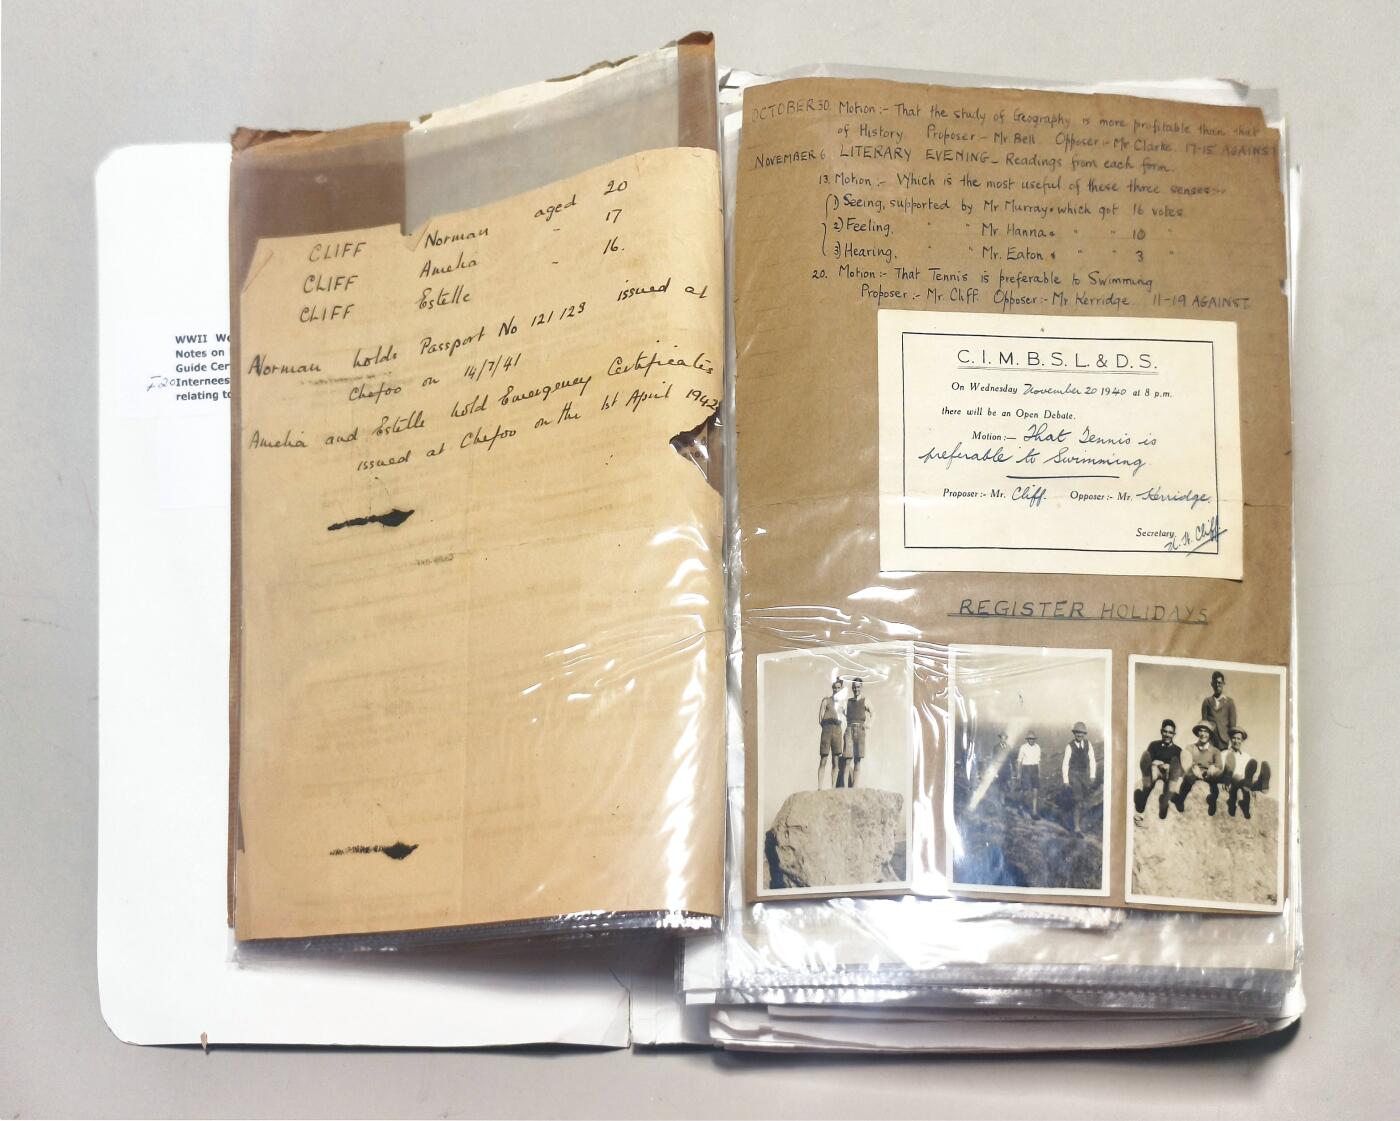 WWII We
Notes on
Guide Cer
Internees
relating to
CLIFF Norman aged 20
CLIFF Amelia " 17
CLIFF Estelle " 16.
Norman holds Passport No 121123 issued at
Chefoo on 14/7/41
Amelia and Estelle hold Emergency Certificates
issued at Chefoo on the 1st April 1942
OCTOBER 30. Motion:- That the study of Geography is more profitable than that
of History. Proposer - Mr Bell. Opposer:- Mr Clarke. 17-15 AGAINST
NOVEMBER 6. LITERARY EVENING - Readings from each form.
13. Motion:- Which is the most useful of these three senses:-
(1) Seeing, supported by Mr Murray. which got 16 votes
2) Feeling, " " Mr Hanna " " 10 "
3) Hearing, " " Mr. Eaton " " 3 "
20. Motion:- That Tennis is preferable to Swimming
Proposer:- Mr. Cliff. Opposer:- Mr Kerridge. 11-19 AGAINST
C. I. M. B. S. L. & D. S.
On Wednesday November 20 1940 at 8 p.m.
there will be an Open Debate.
Motion:— That Tennis is
preferable to Swimming.
Proposer:- Mr. Cliff. Opposer:- Mr. Kerridge.
Secretary
Cliff
REGISTER HOLIDAYS